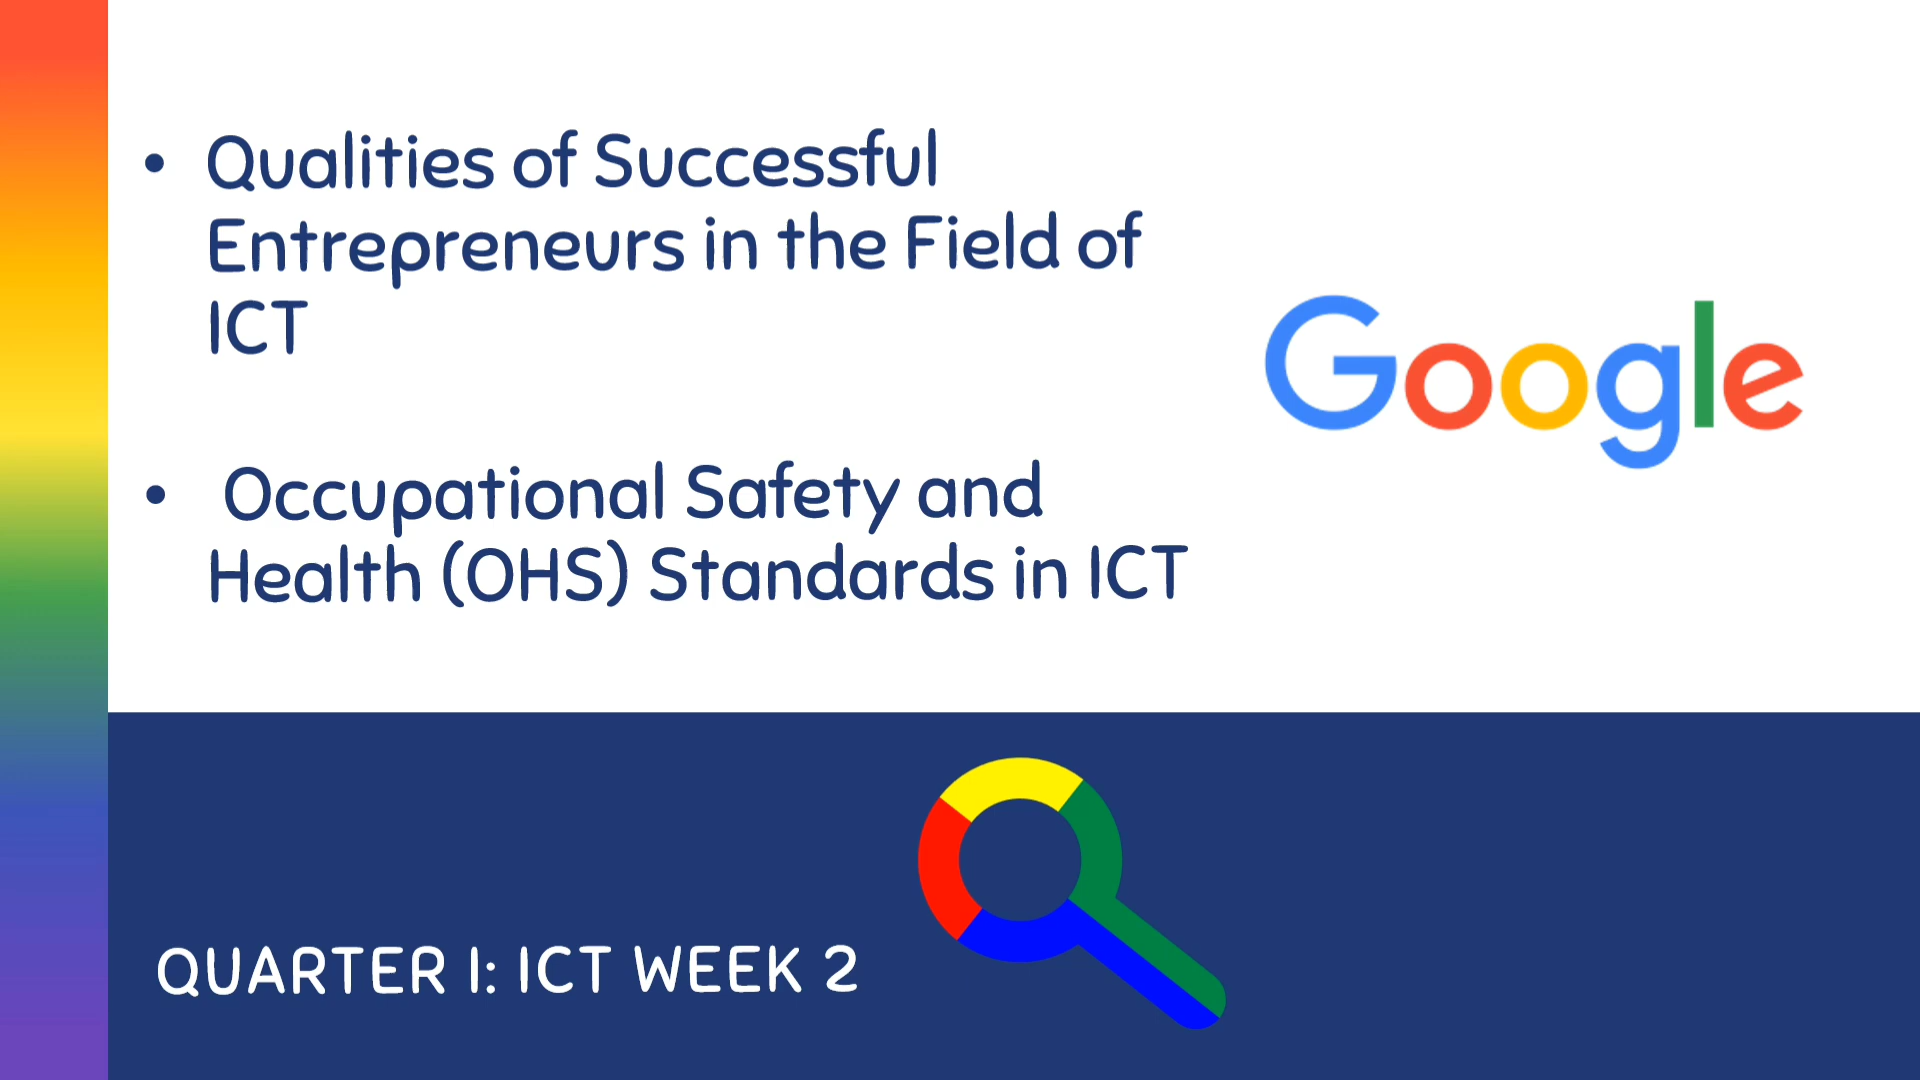 • Qualities of Successful
Entrepreneurs in the Field of
ICT
• Occupational Safety and
Health (OHS) Standards in ICT
Google
QUARTER 1: ICT WEEK 2